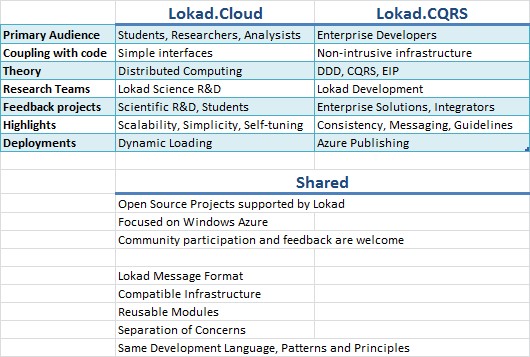 Lokad.Cloud Lokad.CQRS
Primary Audience Students, Researchers, Analysists Enterprise Developers
Coupling with code Simple interfaces Non-intrusive infrastructure
Theory Distributed Computing DDD, CQRS, EIP
Research Teams Lokad Science R&D Lokad Development
Feedback projects Scientific R&D, Students Enterprise Solutions, Integrators
Highlights Scalability, Simplicity, Self-tuning Consistency, Messaging, Guidelines
Deployments Dynamic Loading Azure Publishing
Shared
Open Source Projects supported by Lokad
Focused on Windows Azure
Community participation and feedback are welcome
Lokad Message Format
Compatible Infrastructure
Reusable Modules
Separation of Concerns
Same Development Language, Patterns and Principles